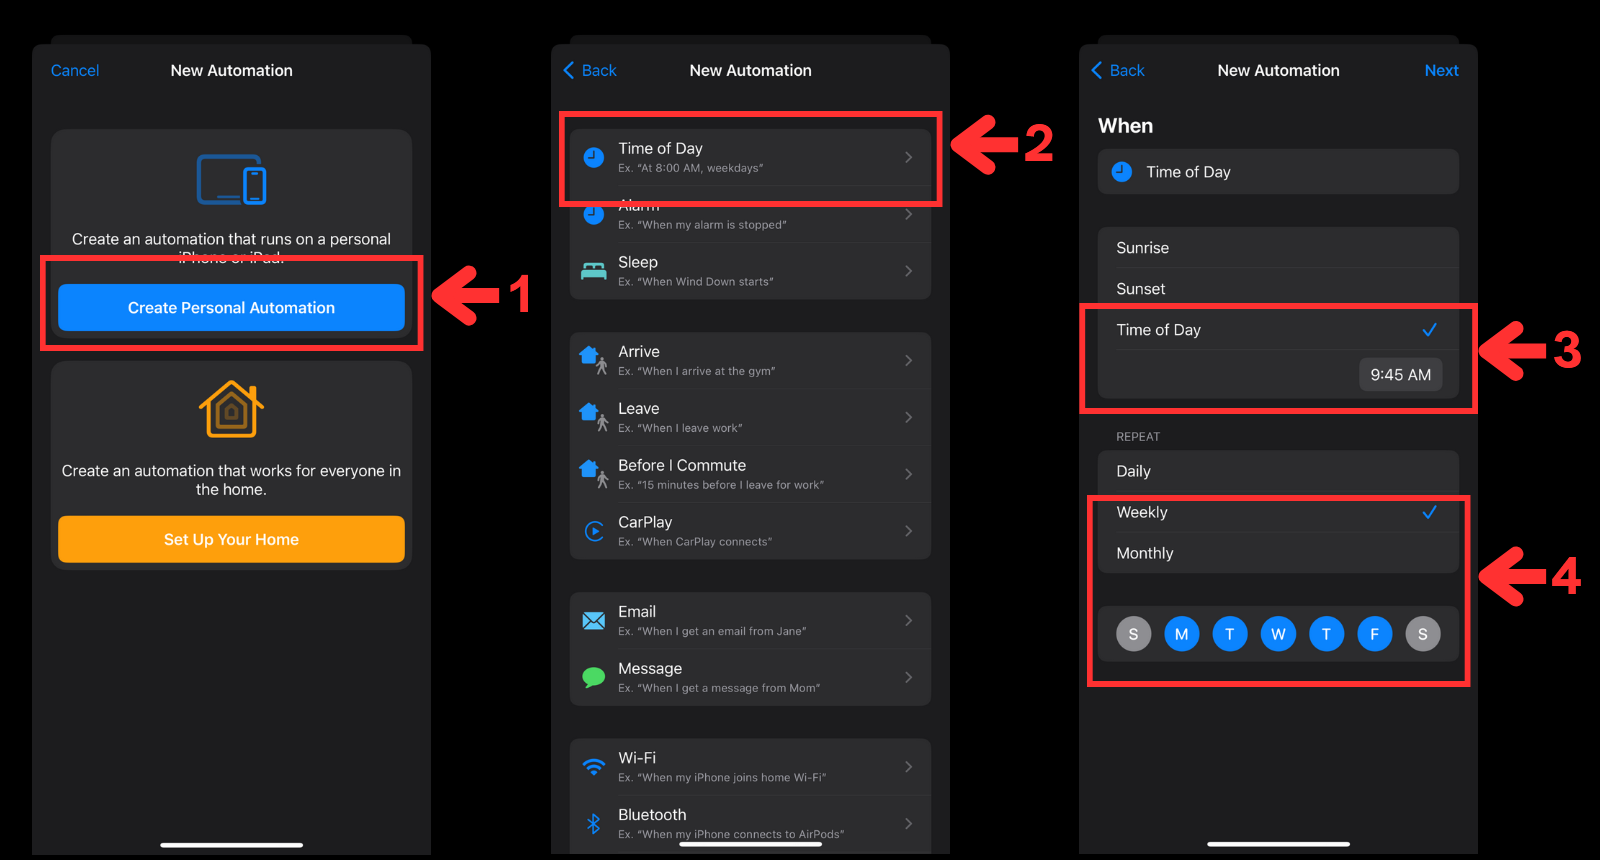 Cancel
New Automation
Create an automation that runs on a personal
iPhone or iPad.
Create Personal Automation
1
Create an automation that works for everyone in
the home.
Set Up Your Home
Back
New Automation
Time of Day
Ex. “At 8:00 AM, weekdays”
2
Alarm
Ex. “When my alarm is stopped”
Sleep
Ex. “When Wind Down starts”
Arrive
Ex. “When I arrive at the gym”
Leave
Ex. “When I leave work”
Before I Commute
Ex. “15 minutes before I leave for work”
CarPlay
Ex. “When CarPlay connects”
Email
Ex. “When I get an email from Jane”
Message
Ex. “When I get a message from Mom”
Wi-Fi
Ex. “When my iPhone joins home Wi-Fi”
Bluetooth
Ex. “When my iPhone connects to AirPods”
Back
New Automation
Next
When
Time of Day
Sunrise
Sunset
Time of Day
9:45 AM
3
REPEAT
Daily
Weekly
Monthly
4
S M T W T F S